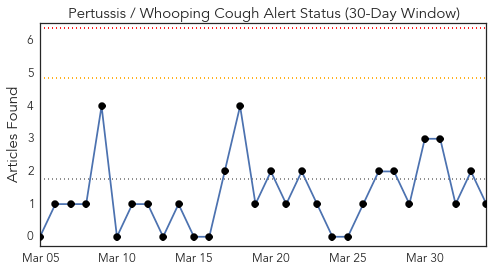 Pertussis / Whooping Cough Alert Status (30-Day Window)
Articles Found
6
5
4
3
2
1
0
Mar 05 Mar 10 Mar 15 Mar 20 Mar 25 Mar 30